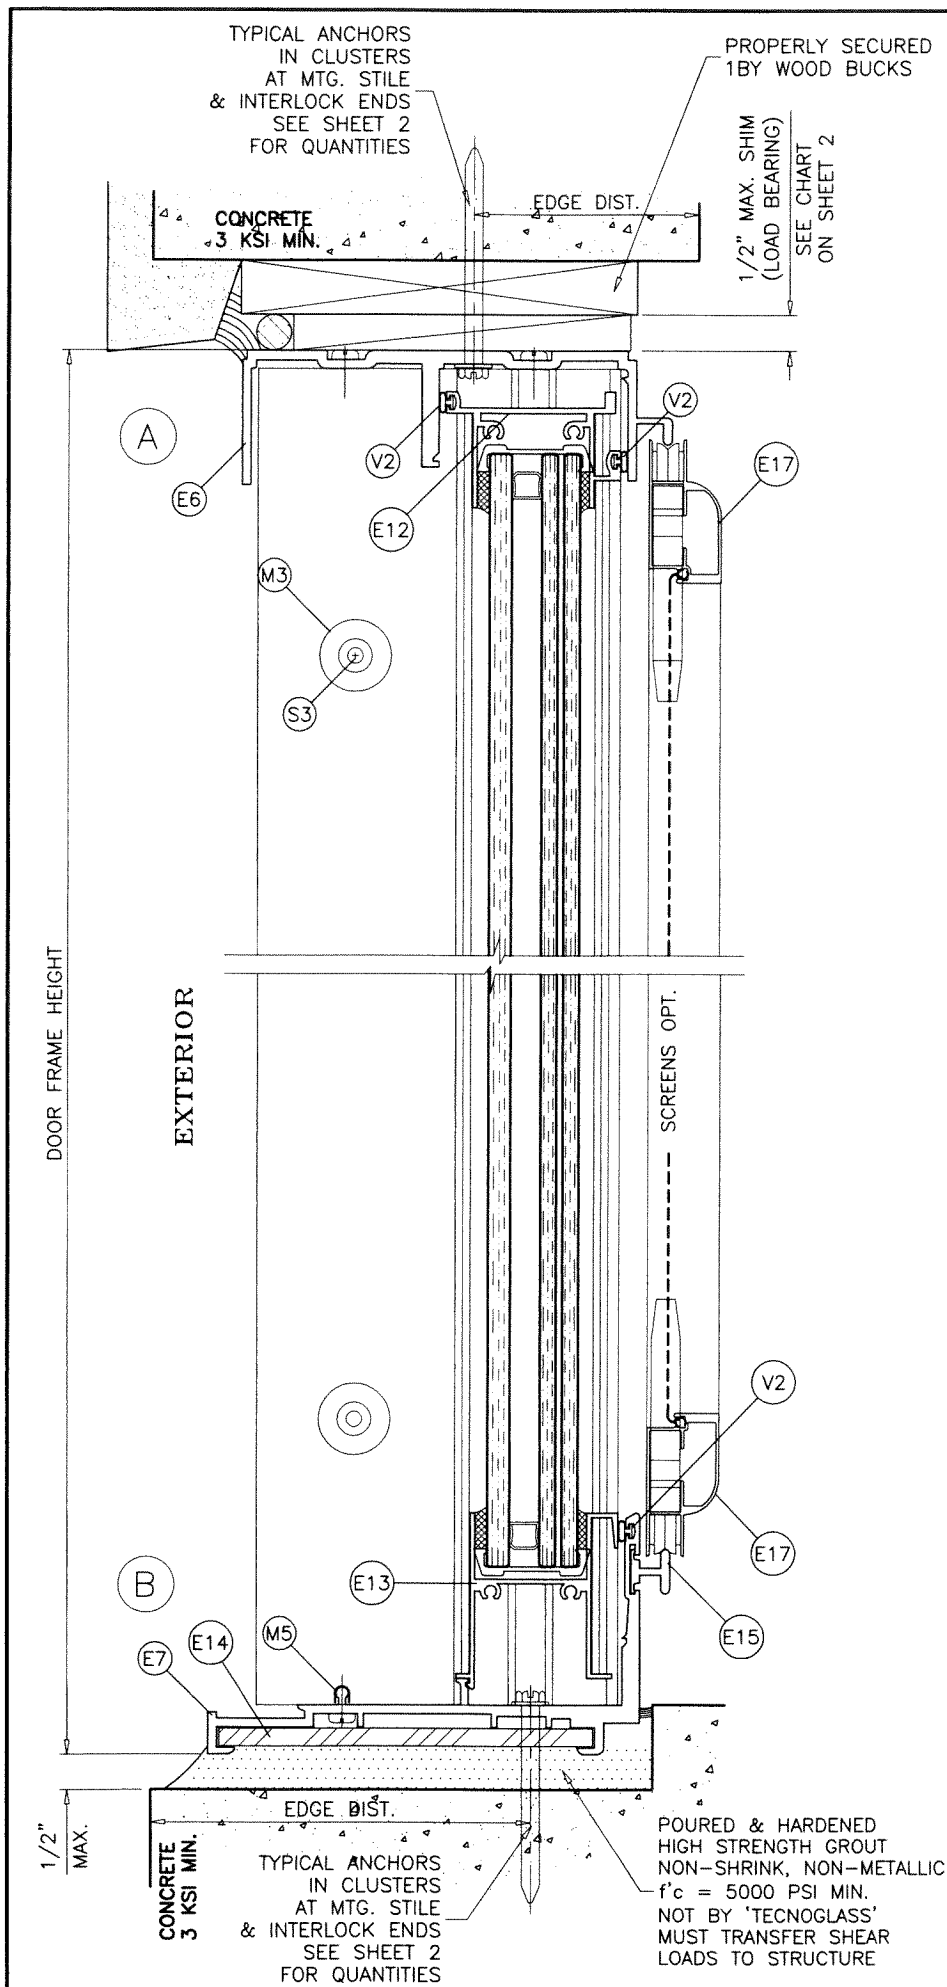 TYPICAL ANCHORS
IN CLUSTERS
AT MTG. STILE
& INTERLOCK ENDS
SEE SHEET 2
FOR QUANTITIES
PROPERLY SECURED
1BY WOOD BUCKS
1/2" MAX. SHIM
(LOAD BEARING)
SEE CHART
ON SHEET 2
EDGE DIST.
CONCRETE
3 KSI MIN.
A
E6
V2
V2
E12
E17
M3
S3
DOOR FRAME HEIGHT
EXTERIOR
SCREENS OPT.
V2
E17
E15
E13
B
E14
M5
E7
1/2"
MAX.
EDGE DIST.
CONCRETE
3 KSI MIN.
TYPICAL ANCHORS
IN CLUSTERS
AT MTG. STILE
& INTERLOCK ENDS
SEE SHEET 2
FOR QUANTITIES
POURED & HARDENED
HIGH STRENGTH GROUT
NON-SHRINK, NON-METALLIC
f'c = 5000 PSI MIN.
NOT BY 'TECNOGLASS'
MUST TRANSFER SHEAR
LOADS TO STRUCTURE